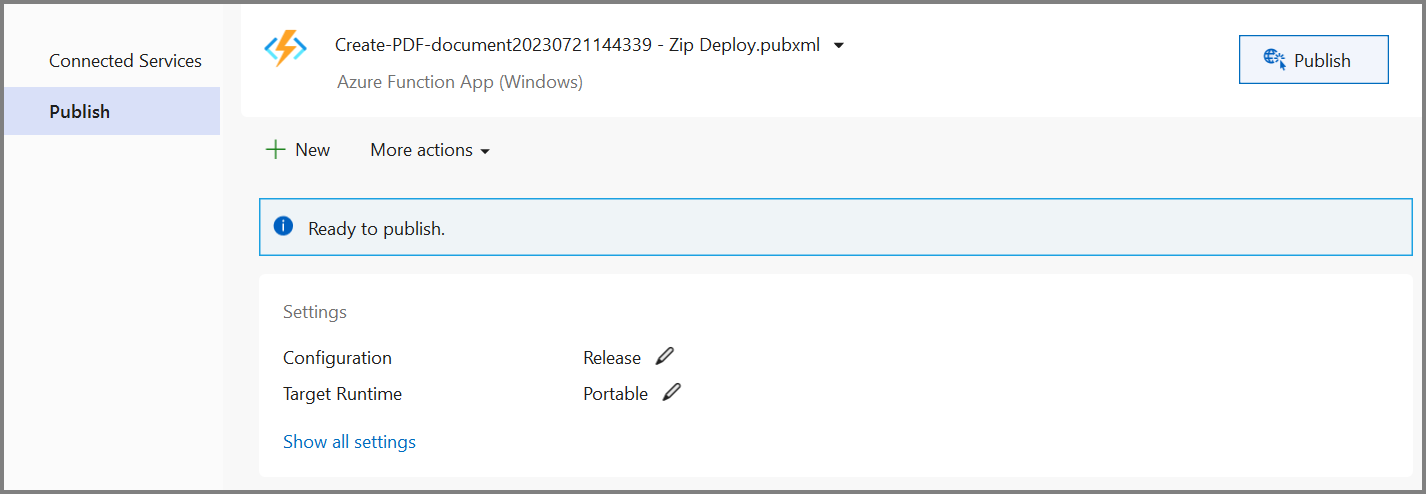 Connected Services
Publish
Create-PDF-document20230721144339 - Zip Deploy.pubxml
Azure Function App (Windows)
Publish
New
More actions
Ready to publish.
Settings
Configuration Release
Target Runtime Portable
Show all settings